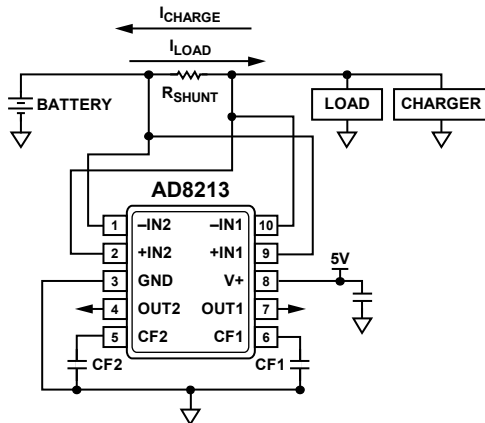 ICHARGE
ILOAD
BATTERY
RSHUNT
LOAD
CHARGER
AD8213
1 –IN2 –IN1 10
2 +IN2 +IN1 9
3 GND V+ 8
5V
4 OUT2 OUT1 7
5 CF2 CF1 6
CF2 CF1